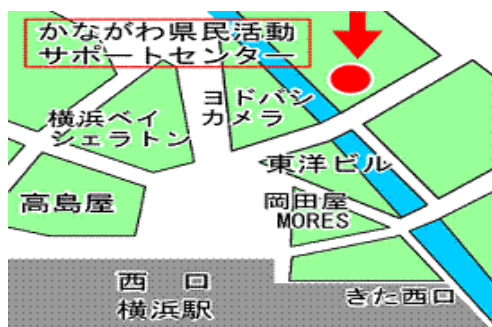 かながわ県民活動
サポートセンター
ヨドバシ
カメラ
横浜ベイ
シェラトン
東洋ビル
高島屋
岡田屋
MORES
西口
横浜駅
きた西口